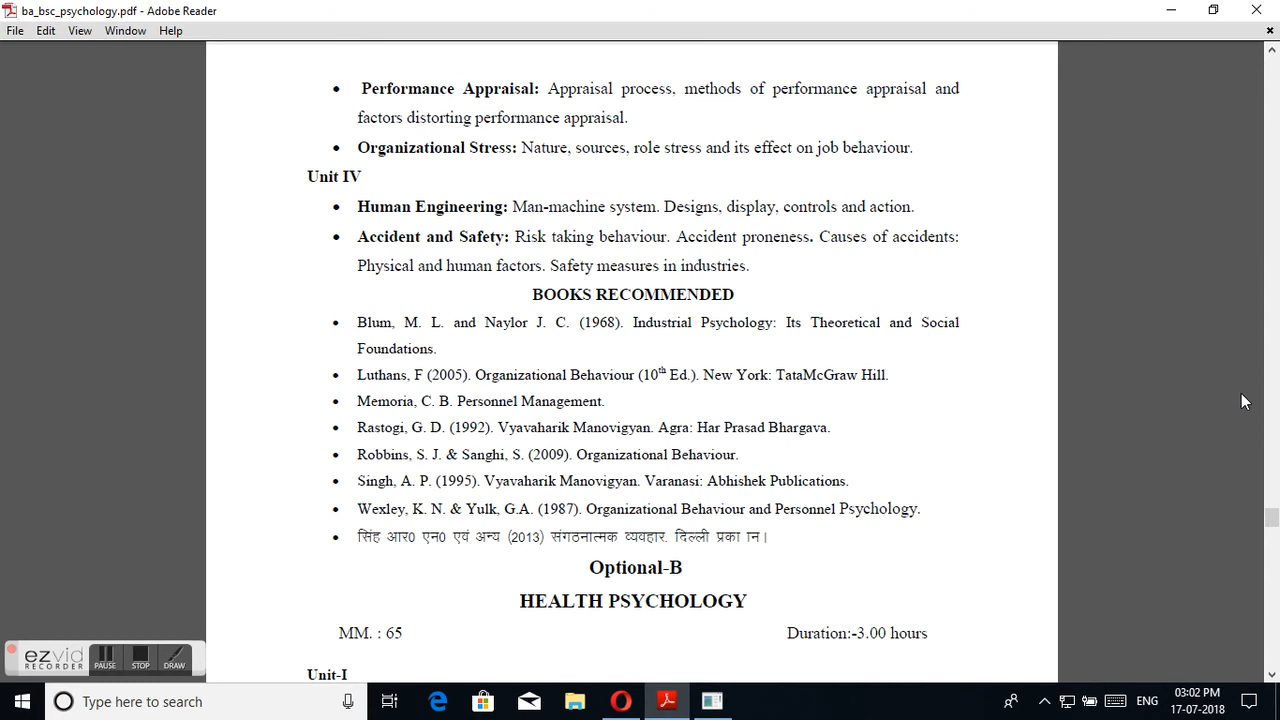 ba_bsc_psychology.pdf - Adobe Reader
File Edit View Window Help
• Performance Appraisal: Appraisal process, methods of performance appraisal and
factors distorting performance appraisal.
• Organizational Stress: Nature, sources, role stress and its effect on job behaviour.
Unit IV
• Human Engineering: Man-machine system. Designs, display, controls and action.
• Accident and Safety: Risk taking behaviour. Accident proneness. Causes of accidents:
Physical and human factors. Safety measures in industries.
BOOKS RECOMMENDED
• Blum, M. L. and Naylor J. C. (1968). Industrial Psychology: Its Theoretical and Social
Foundations.
• Luthans, F (2005). Organizational Behaviour (10th Ed.). New York: TataMcGraw Hill.
• Memoria, C. B. Personnel Management.
• Rastogi, G. D. (1992). Vyavaharik Manovigyan. Agra: Har Prasad Bhargava.
• Robbins, S. J. & Sanghi, S. (2009). Organizational Behaviour.
• Singh, A. P. (1995). Vyavaharik Manovigyan. Varanasi: Abhishek Publications.
• Wexley, K. N. & Yulk, G.A. (1987). Organizational Behaviour and Personnel Psychology.
• सिंह आर0 एन0 एवं अन्य (2013) संगठनात्मक व्यवहार. दिल्ली प्रका ान।
Optional-B
HEALTH PSYCHOLOGY
MM. : 65 Duration:-3.00 hours
Unit-I
ezvid RECORDER PAUSE STOP DRAW
Type here to search
ENG 03:02 PM 17-07-2018